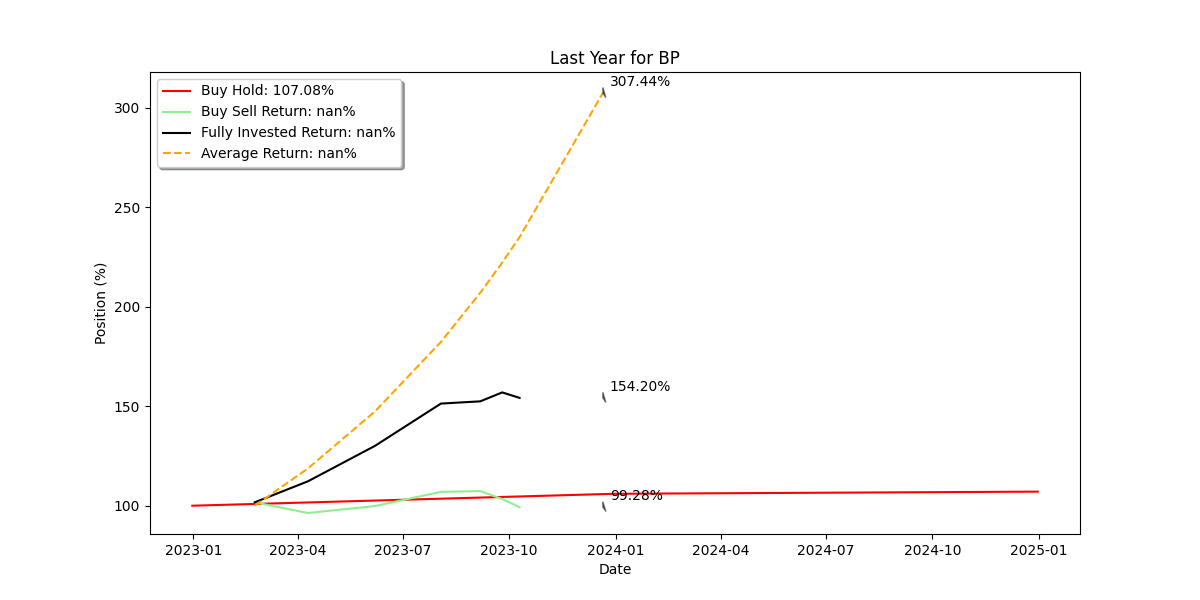 Last Year for BP
Buy Hold: 107.08%
Buy Sell Return: nan%
Fully Invested Return: nan%
Average Return: nan%
307.44%
154.20%
99.28%
Position (%)
300
250
200
150
100
2023-01 2023-04 2023-07 2023-10 2024-01 2024-04 2024-07 2024-10 2025-01
Date